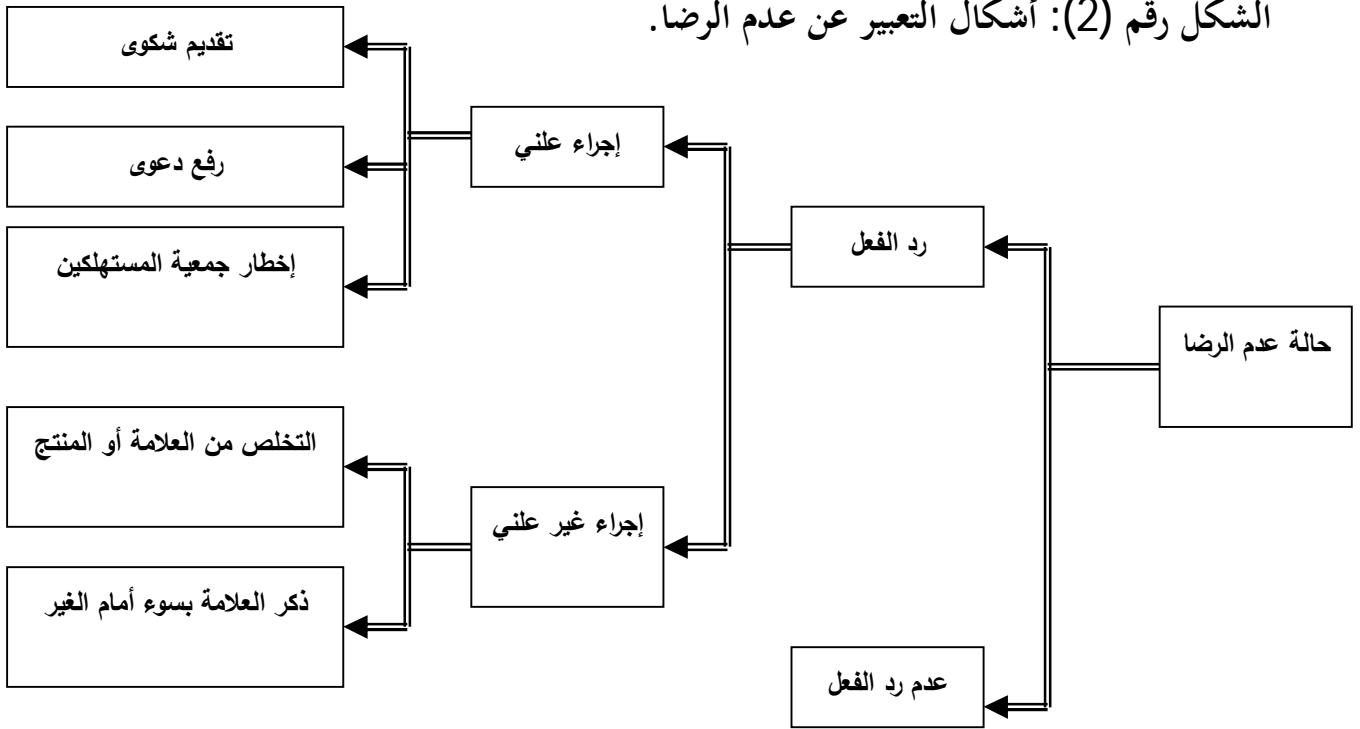 الشكل رقم (2): أشكال التعبير عن عدم الرضا.
حالة عدم الرضا
رد الفعل
عدم رد الفعل
إجراء علني
إجراء غير علني
تقديم شكوى
رفع دعوى
إخطار جمعية المستهلكين
التخلص من العلامة أو المنتج
ذكر العلامة بسوء أمام الغير